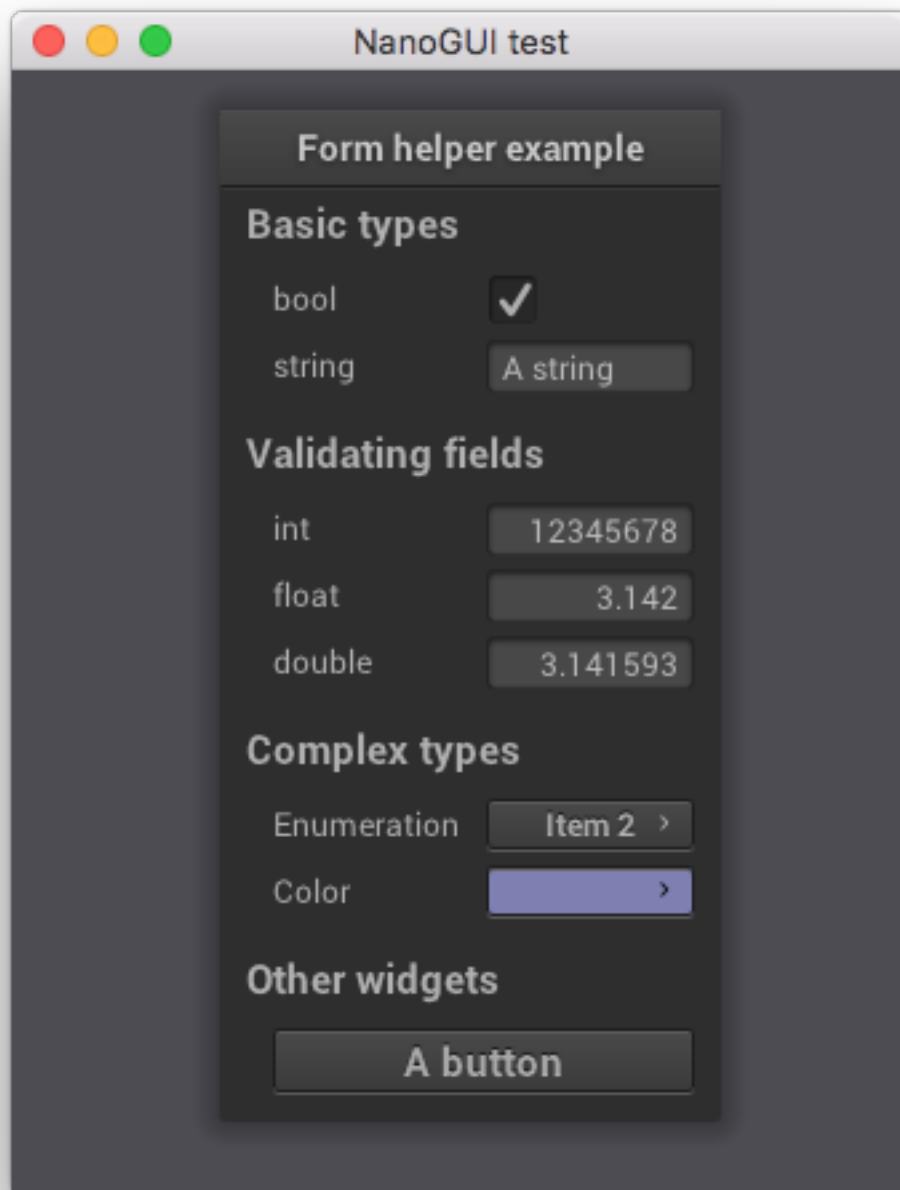 NanoGUI test
Form helper example
Basic types
bool
string A string
Validating fields
int 12345678
float 3.142
double 3.141593
Complex types
Enumeration Item 2
Color
Other widgets
A button